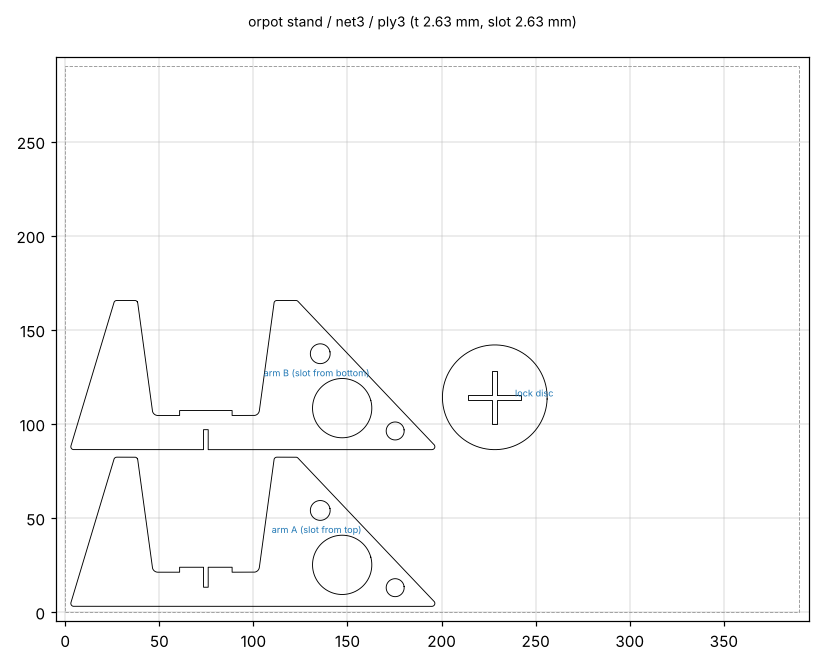 orpot stand / net3 / ply3 (t 2.63 mm, slot 2.63 mm)
250
200
150
arm B (slot from bottom)
lock disc
100
50
arm A (slot from top)
0
0 50 100 150 200 250 300 350